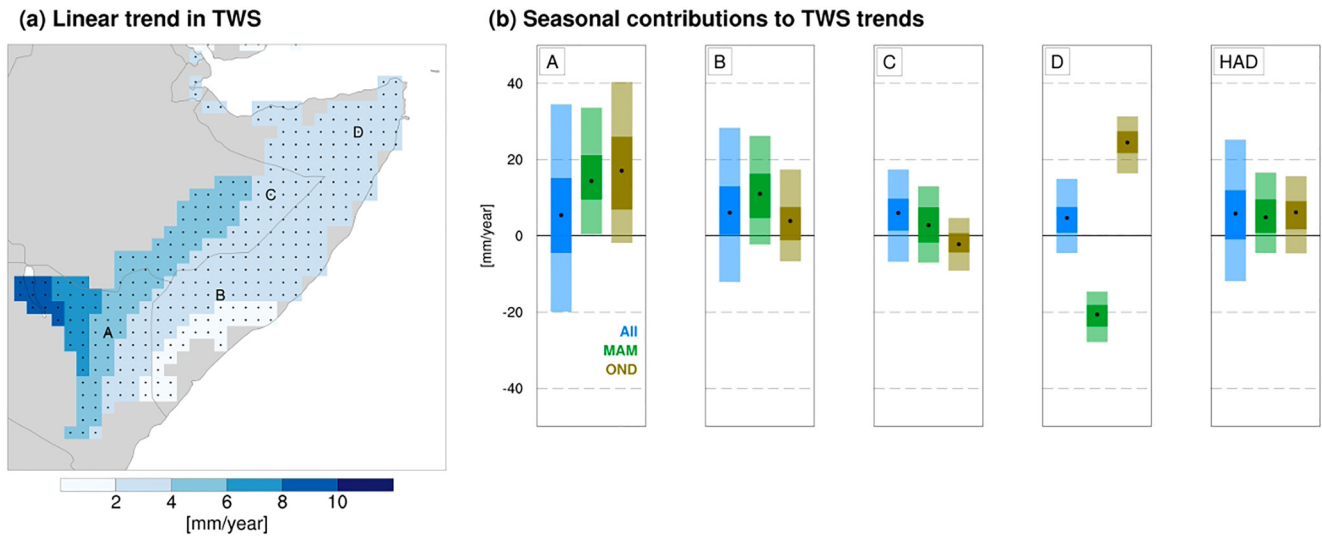 (a) Linear trend in TWS
(b) Seasonal contributions to TWS trends
D
C
B
A
2 4 6 8 10
[mm/year]
A B C D HAD
40
20
0
-20
-40
[mm/year]
All
MAM
OND